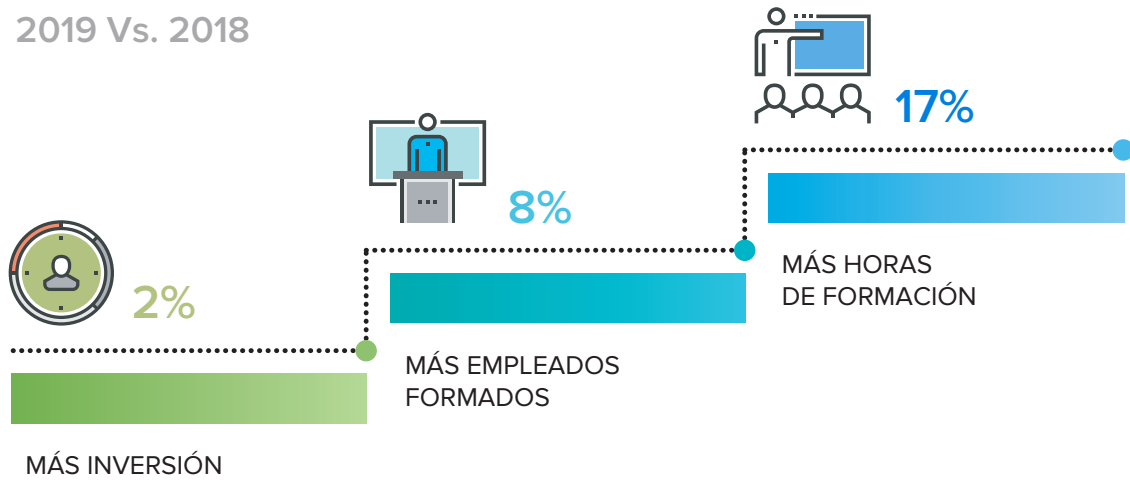 2019 Vs. 2018
17%
8%
2%
MÁS HORAS
DE FORMACIÓN
MÁS EMPLEADOS
FORMADOS
MÁS INVERSIÓN